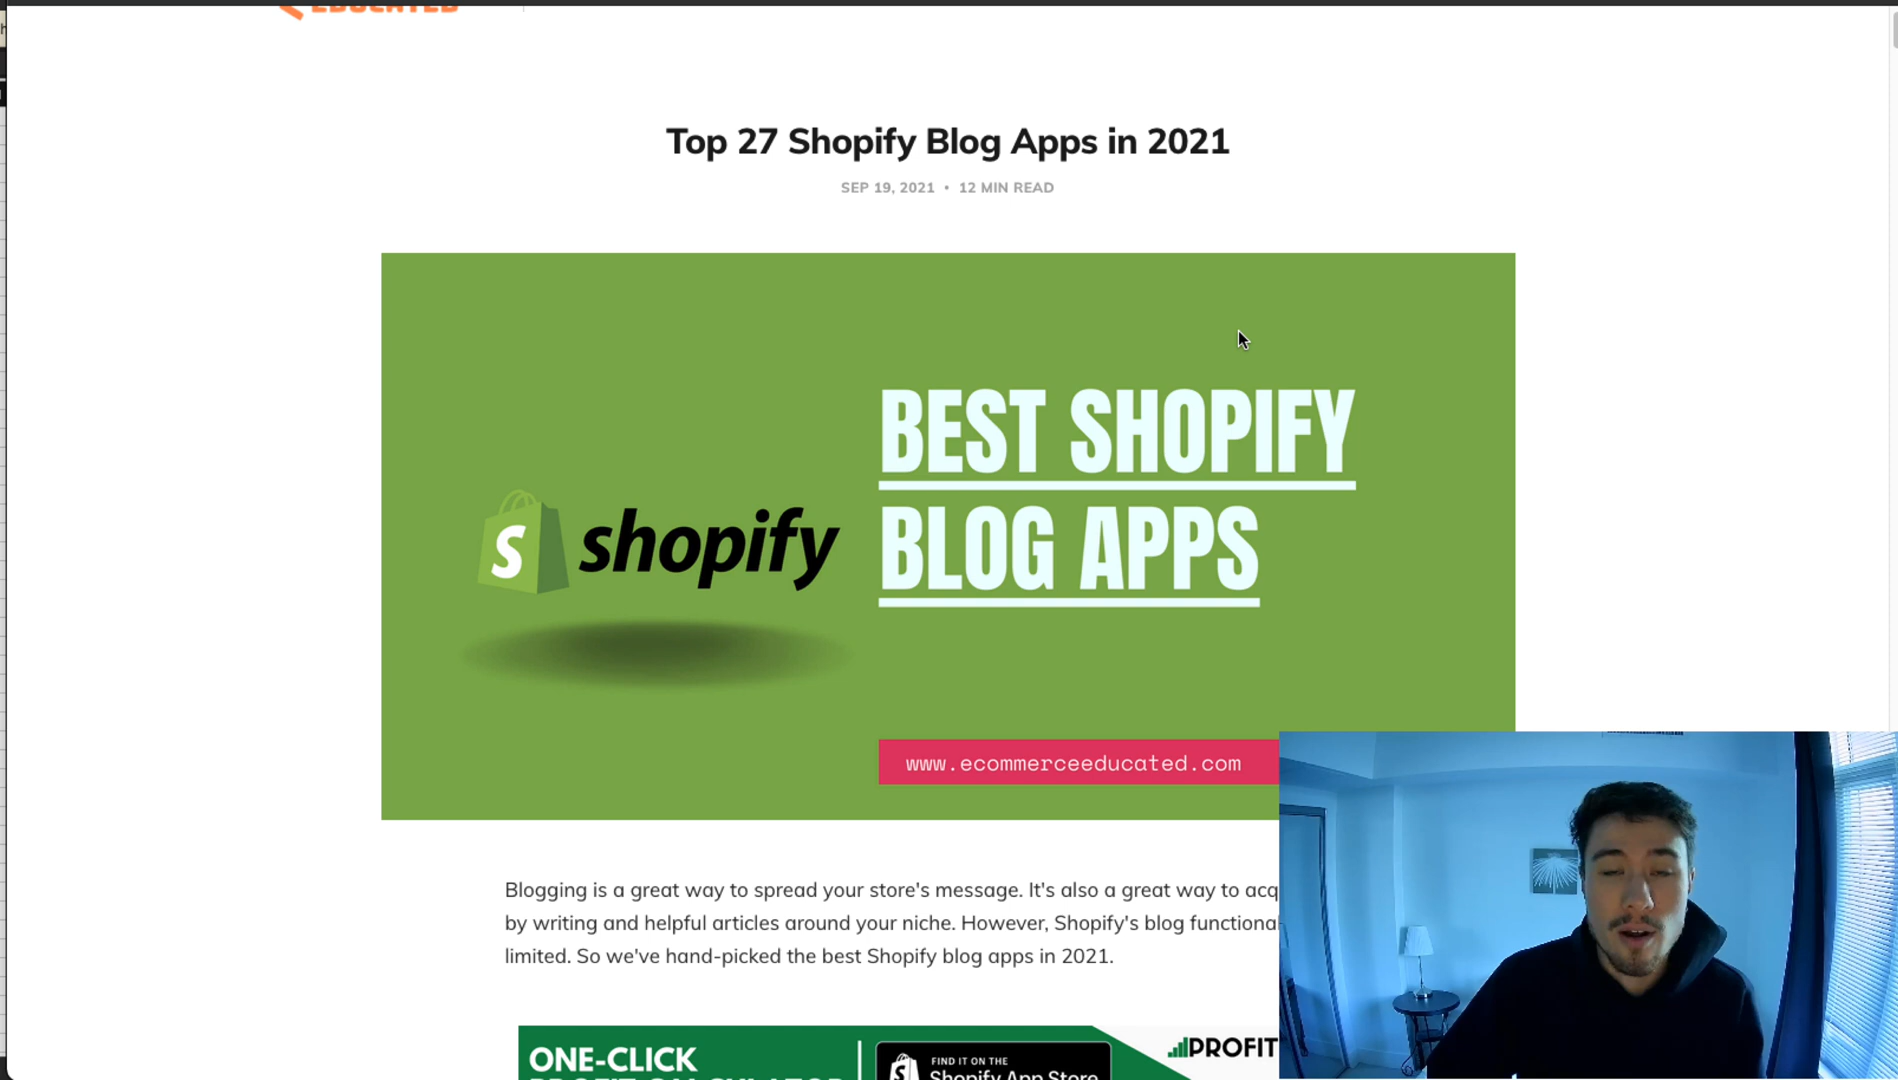 EDUCATED
Top 27 Shopify Blog Apps in 2021
SEP 19, 2021 • 12 MIN READ
BEST SHOPIFY
BLOG APPS
S shopify
www.ecommerceeducated.com
Blogging is a great way to spread your store's message. It's also a great way to acq
by writing and helpful articles around your niche. However, Shopify's blog functiona
limited. So we've hand-picked the best Shopify blog apps in 2021.
ONE-CLICK
FIND IT ON THE
Shopify App Store
PROFIT